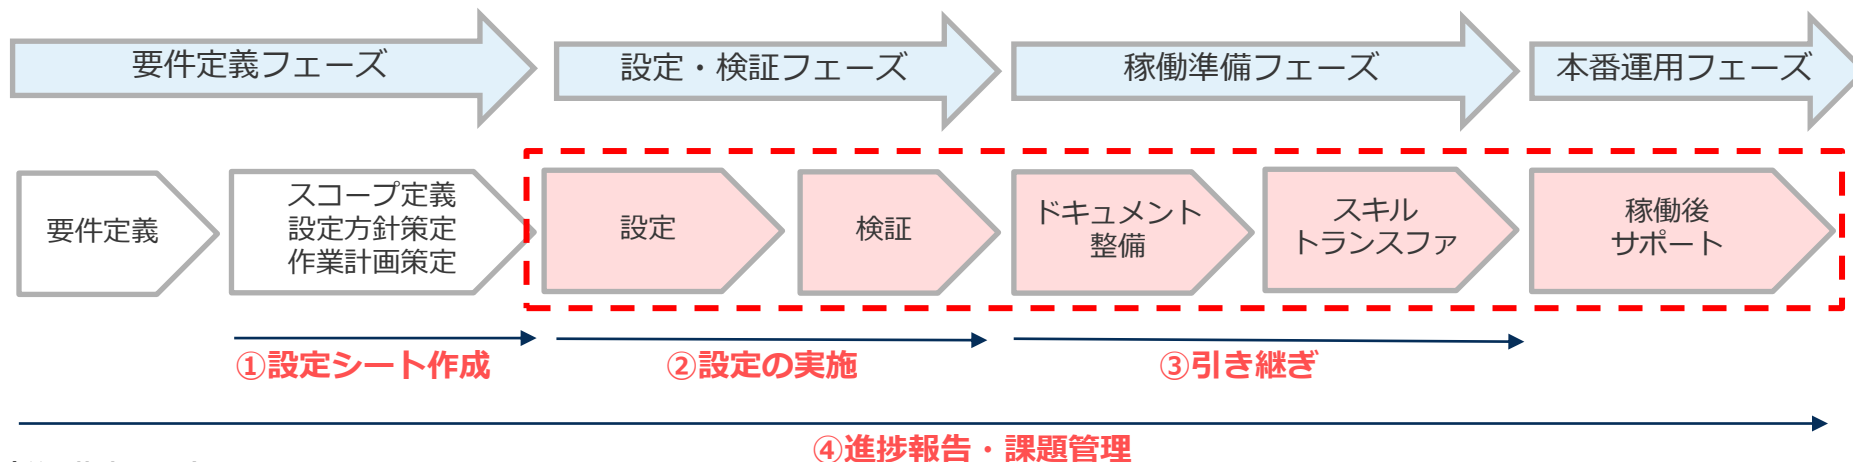 要件定義フェーズ
設定・検証フェーズ
稼働準備フェーズ
本番運用フェーズ
要件定義
スコープ定義
設定方針策定
作業計画策定
設定
検証
ドキュメント
整備
スキル
トランスファ
稼働後
サポート
①設定シート作成
②設定の実施
③引き継ぎ
④進捗報告・課題管理